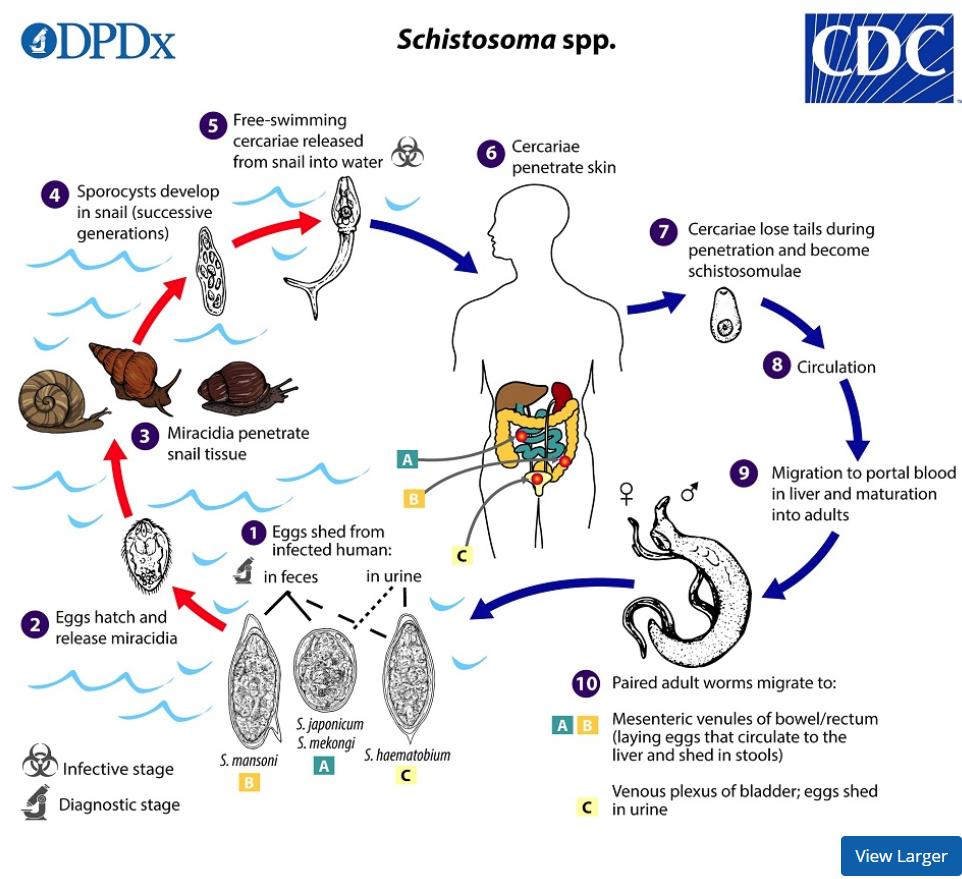 DPDx
Schistosoma spp.
CDC
TM
5
Free-swimming
cercariae released
from snail into water
6
Cercariae
penetrate skin
4
Sporocysts develop
in snail (successive
generations)
7
Cercariae lose tails during
penetration and become
schistosomulae
8
Circulation
3
Miracidia penetrate
snail tissue
A
B
C
9
Migration to portal blood
in liver and maturation
into adults
♀ ♂
1
Eggs shed from
infected human:
in feces
in urine
2
Eggs hatch and
release miracidia
S. mansoni
B
S. japonicum
S. mekongi
A
S. haematobium
C
10
Paired adult worms migrate to:
A B
Mesenteric venules of bowel/rectum
(laying eggs that circulate to the
liver and shed in stools)
C
Venous plexus of bladder; eggs shed
in urine
Infective stage
Diagnostic stage
View Larger